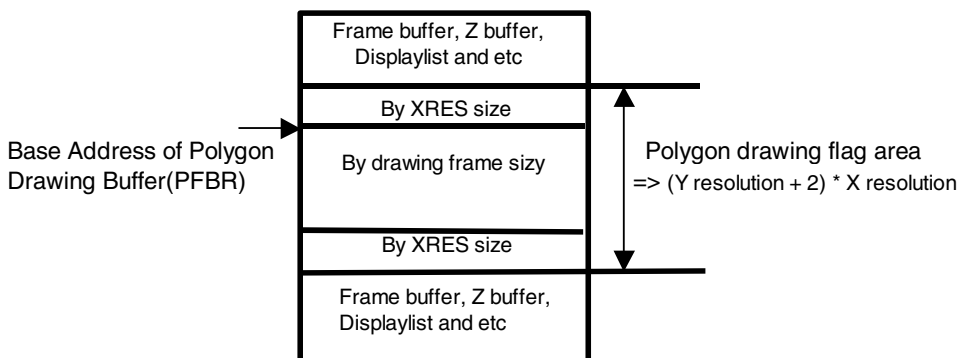 Frame buffer, Z buffer,
Displaylist and etc
By XRES size
Base Address of Polygon
Drawing Buffer(PFBR)
By drawing frame sizy
Polygon drawing flag area
=> (Y resolution + 2) * X resolution
By XRES size
Frame buffer, Z buffer,
Displaylist and etc